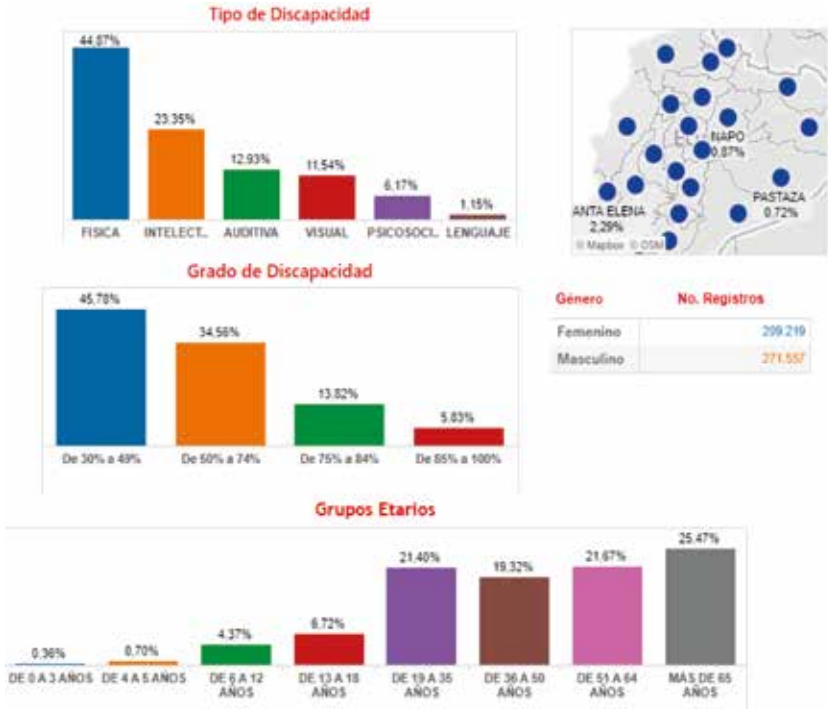 Tipo de Discapacidad
44,87%
23.35%
12.93%
11,54%
6,17%
1.15%
FISICA INTELECT.. AUDITIVA VISUAL PSICOSOCI.. LENGUAJE
NAPO
0.87%
PASTAZA
0.72%
ANTA ELENA
2,29%
© Mapbox © OSM
Grado de Discapacidad
45,78%
34,56%
13.82%
5.83%
De 30% a 49% De 50% a 74% De 75% a 84% De 85% a 100%
Género No. Registros
Femenino 209.219
Masculino 271.557
Grupos Etarios
0.36%
0.70%
4.37%
6.72%
21.40%
19,32%
21.67%
25.47%
DE 0 A 3 AÑOS DE 4 A 5 AÑOS DE 6 A 12 AÑOS DE 13 A 18 AÑOS DE 19 A 35 AÑOS DE 36 A 50 AÑOS DE 51 A 64 AÑOS MÁS DE 65 AÑOS